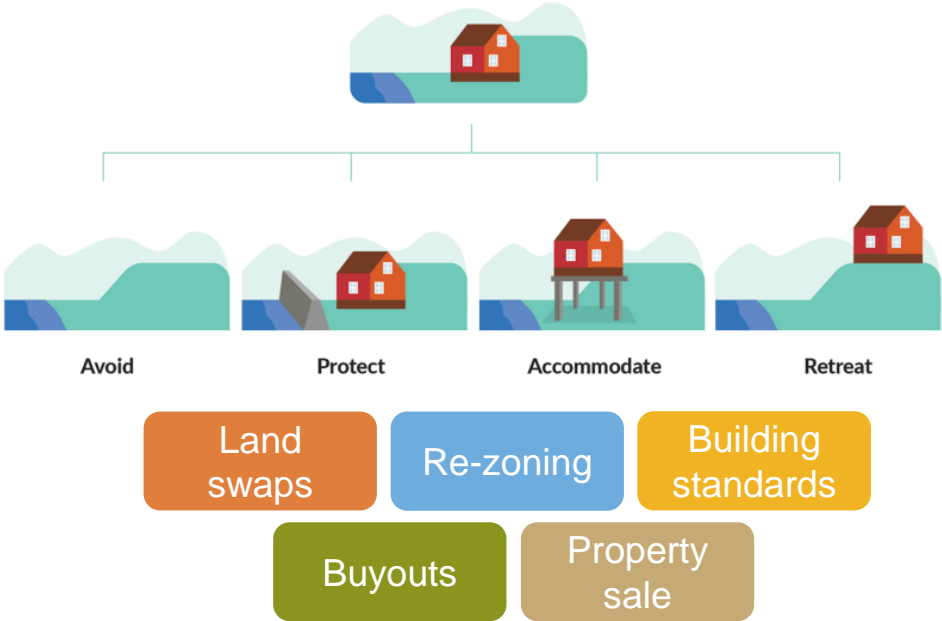 Avoid
Protect
Accommodate
Retreat
Land
swaps
Re-zoning
Building
standards
Buyouts
Property
sale